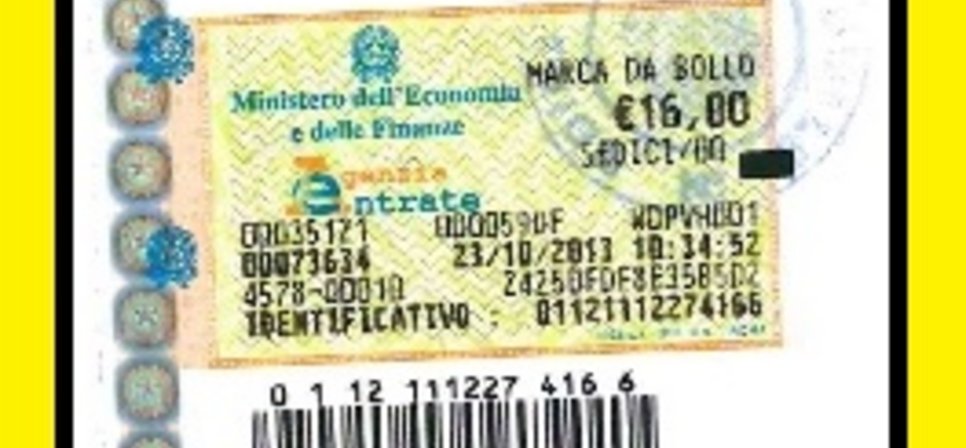 MARCA DA BOLLO
Ministero dell'Economia
e delle Finanze
€16,00
SEDICI/00
Agenzia
Entrate
00035121 0000590F WDPVH001
00073634 23/10/2013 10:34:52
4578-00010 24250FDF8E35B5D2
IDENTIFICATIVO : 01121112274166
0 1 12 111227 416 6